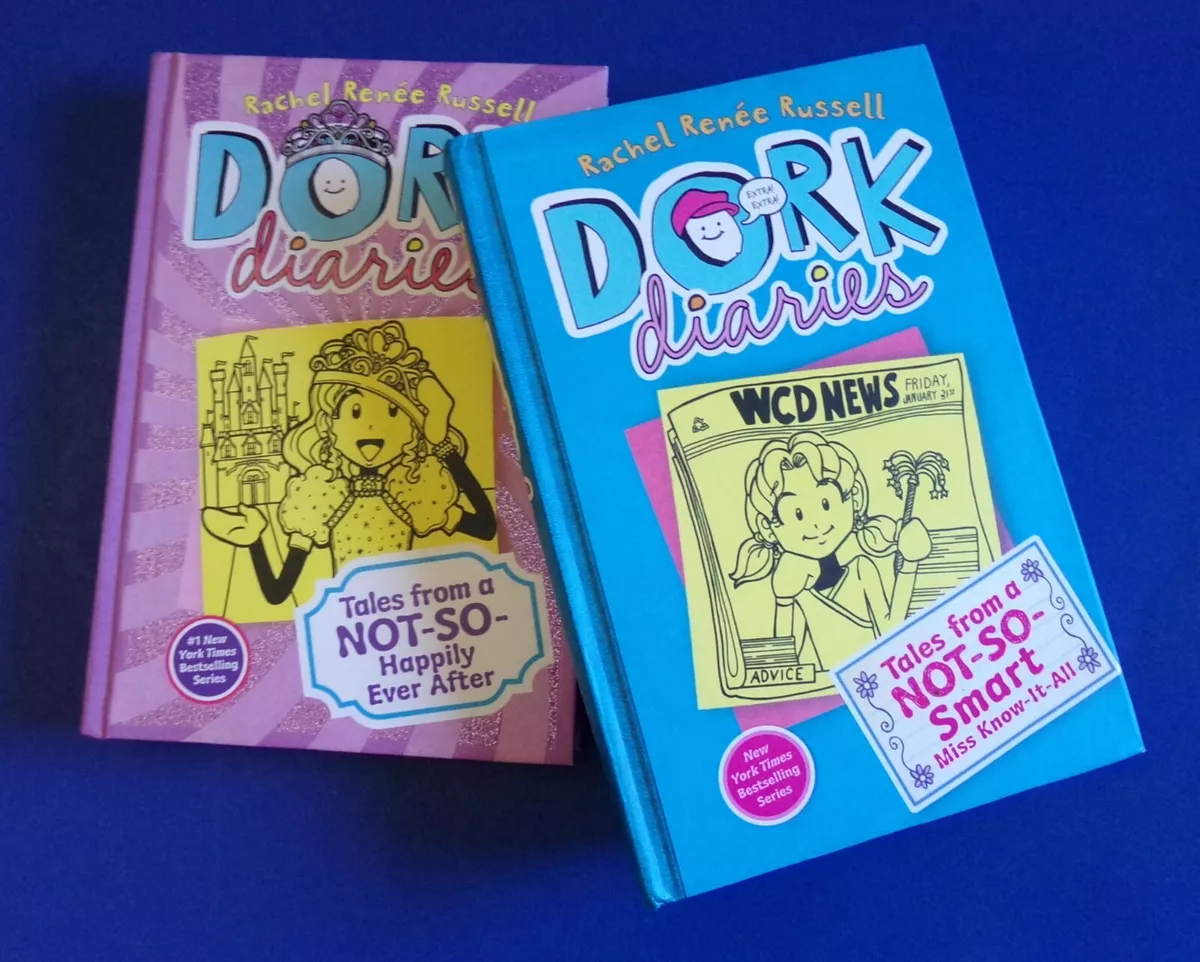 Rachel Renée Russell
DORK
diaries
Tales from a
NOT-SO-
Happily
Ever After
#1 New
York Times
Bestselling
Series
Rachel Renée Russell
DORK
EXTRA!
EXTRA!
diaries
WCD NEWS
FRIDAY,
JANUARY 31ST
ADVICE
Tales from a
NOT-SO-
Smart
Miss Know-It-All
New
York Times
Bestselling
Series